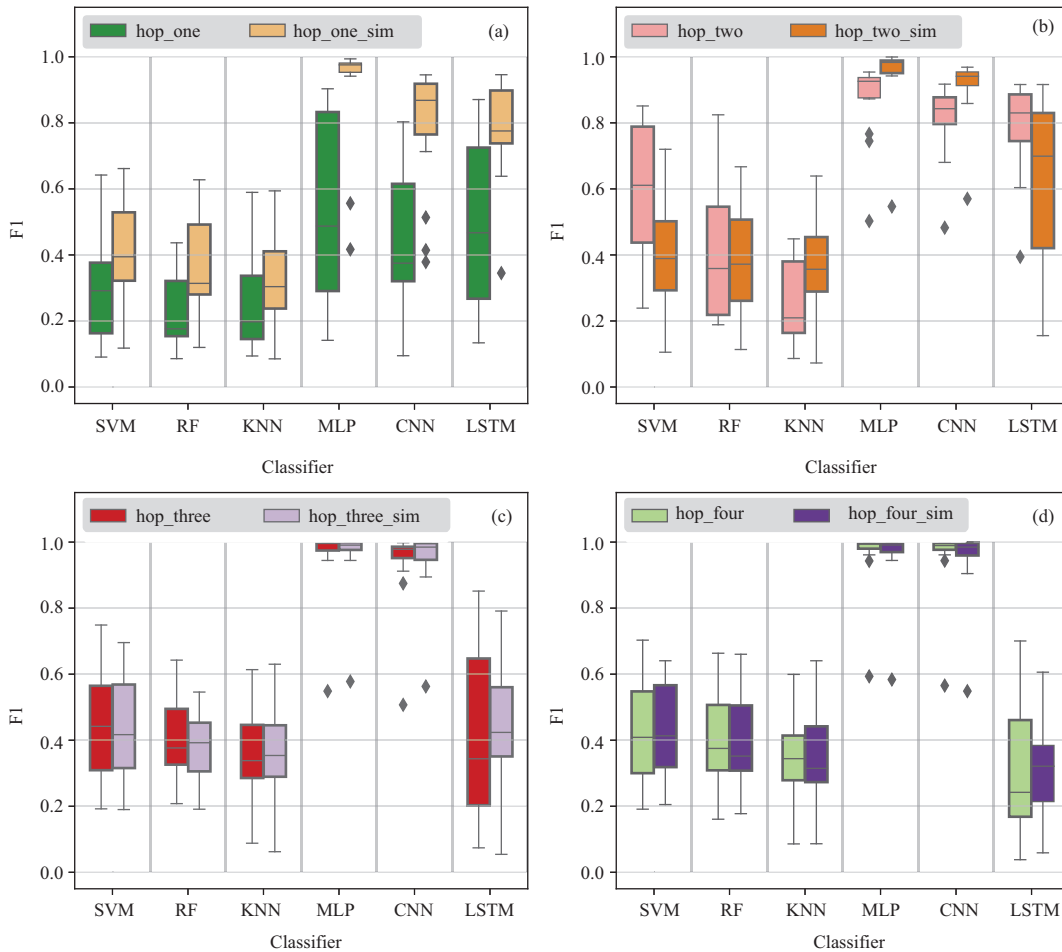 hop_one hop_one_sim (a)
1.0
0.8
0.6
0.4
0.2
0.0
F1
SVM RF KNN MLP CNN LSTM
Classifier
hop_two hop_two_sim (b)
1.0
0.8
0.6
0.4
0.2
0.0
F1
SVM RF KNN MLP CNN LSTM
Classifier
hop_three hop_three_sim (c)
1.0
0.8
0.6
0.4
0.2
0.0
F1
SVM RF KNN MLP CNN LSTM
Classifier
hop_four hop_four_sim (d)
1.0
0.8
0.6
0.4
0.2
0.0
F1
SVM RF KNN MLP CNN LSTM
Classifier